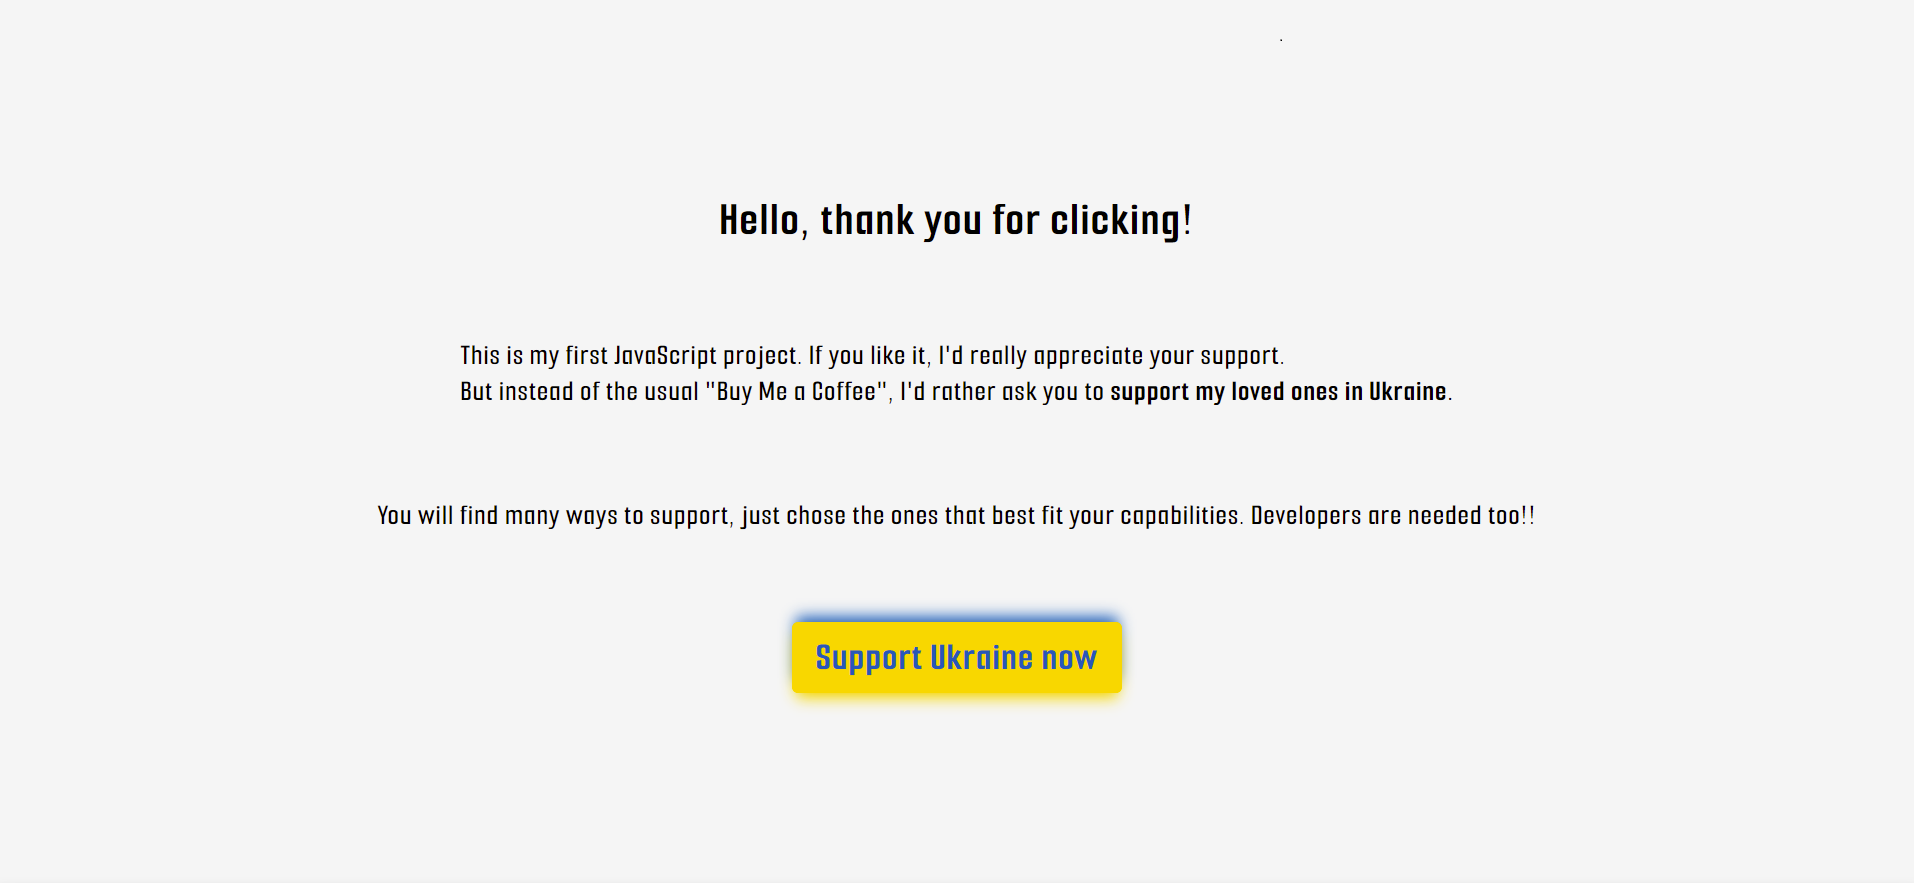 .
Hello, thank you for clicking!
This is my first JavaScript project. If you like it, I'd really appreciate your support.
But instead of the usual "Buy Me a Coffee", I'd rather ask you to support my loved ones in Ukraine.
You will find many ways to support, just chose the ones that best fit your capabilities. Developers are needed too!!
Support Ukraine now